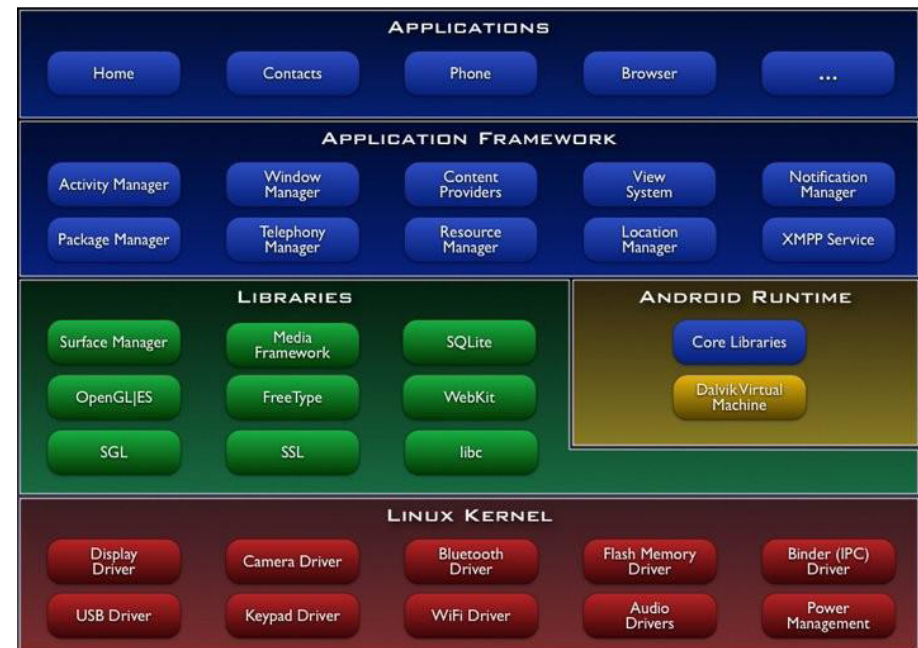 APPLICATIONS
Home
Contacts
Phone
Browser
...
APPLICATION FRAMEWORK
Activity Manager
Window
Manager
Content
Providers
View
System
Notification
Manager
Package Manager
Telephony
Manager
Resource
Manager
Location
Manager
XMPP Service
LIBRARIES
Surface Manager
Media
Framework
SQLite
OpenGL|ES
FreeType
WebKit
SGL
SSL
libc
ANDROID RUNTIME
Core Libraries
Dalvik Virtual
Machine
LINUX KERNEL
Display
Driver
Camera Driver
Bluetooth
Driver
Flash Memory
Driver
Binder (IPC)
Driver
USB Driver
Keypad Driver
WiFi Driver
Audio
Drivers
Power
Management